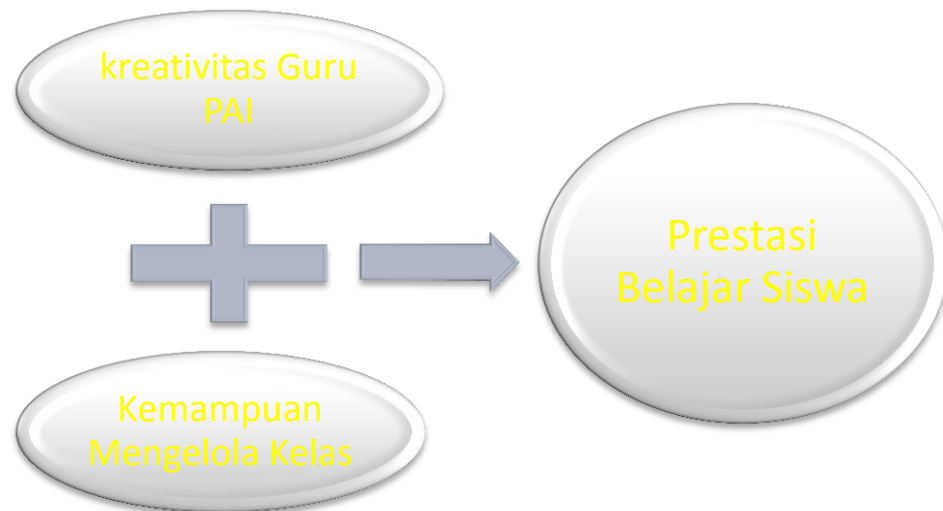 kreativitas Guru
PAI
Kemampuan
Mengelola Kelas
Prestasi
Belajar Siswa